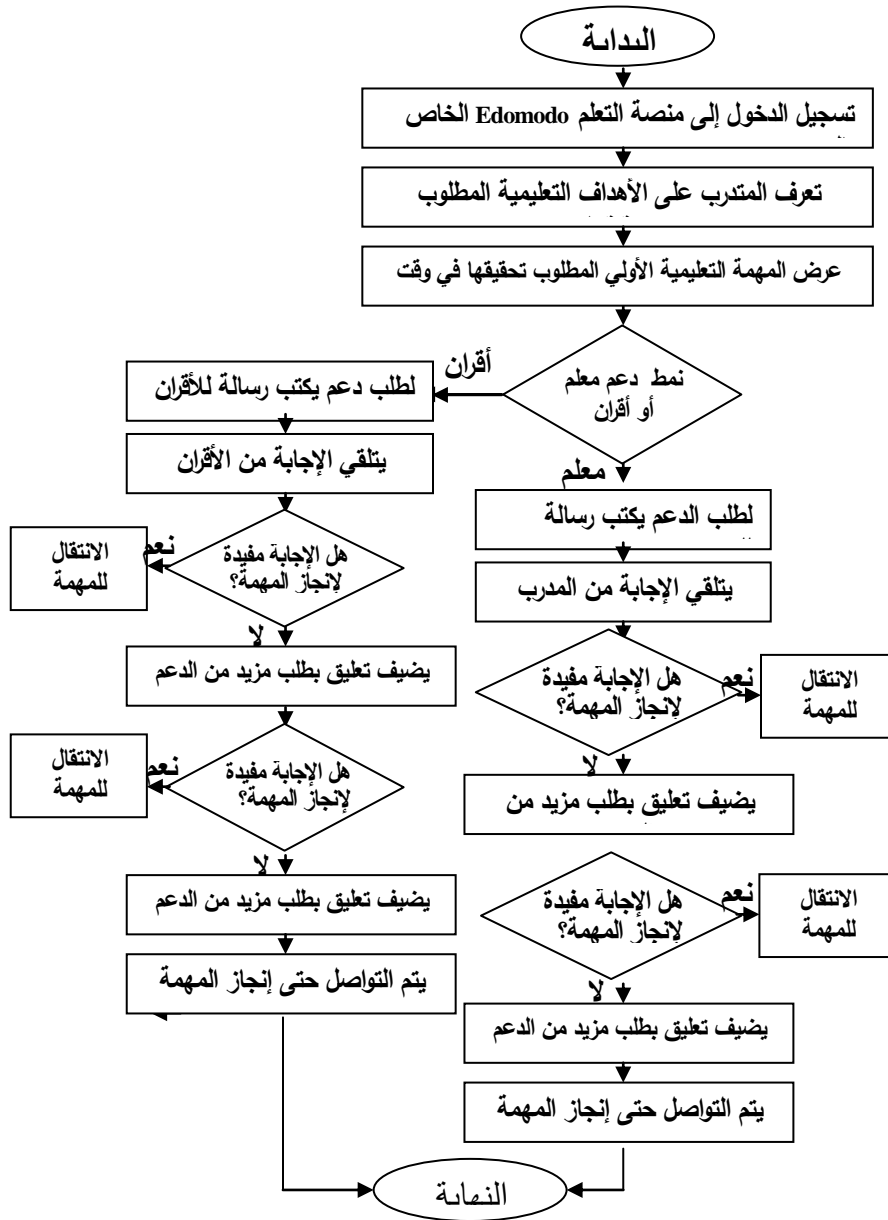 البداية
تسجيل الدخول إلى منصة التعلم Edomodo الخاص
تعرف المتدرب على الأهداف التعليمية المطلوب
عرض المهمة التعليمية الأولي المطلوب تحقيقها في وقت
نمط دعم معلم
أو أقران
أقران
لطلب دعم يكتب رسالة للأقران
يتلقي الإجابة من الأقران
هل الإجابة مفيدة
لإنجاز المهمة؟
نعم
الانتقال
للمهمة
لا
يضيف تعليق بطلب مزيد من الدعم
هل الإجابة مفيدة
لإنجاز المهمة؟
نعم
الانتقال
للمهمة
لا
يضيف تعليق بطلب مزيد من الدعم
يتم التواصل حتى إنجاز المهمة
معلم
لطلب الدعم يكتب رسالة
يتلقي الإجابة من المدرب
هل الإجابة مفيدة
لإنجاز المهمة؟
نعم
الانتقال
للمهمة
لا
يضيف تعليق بطلب مزيد من
هل الإجابة مفيدة
لإنجاز المهمة؟
نعم
الانتقال
للمهمة
لا
يضيف تعليق بطلب مزيد من الدعم
يتم التواصل حتى إنجاز المهمة
النهاية